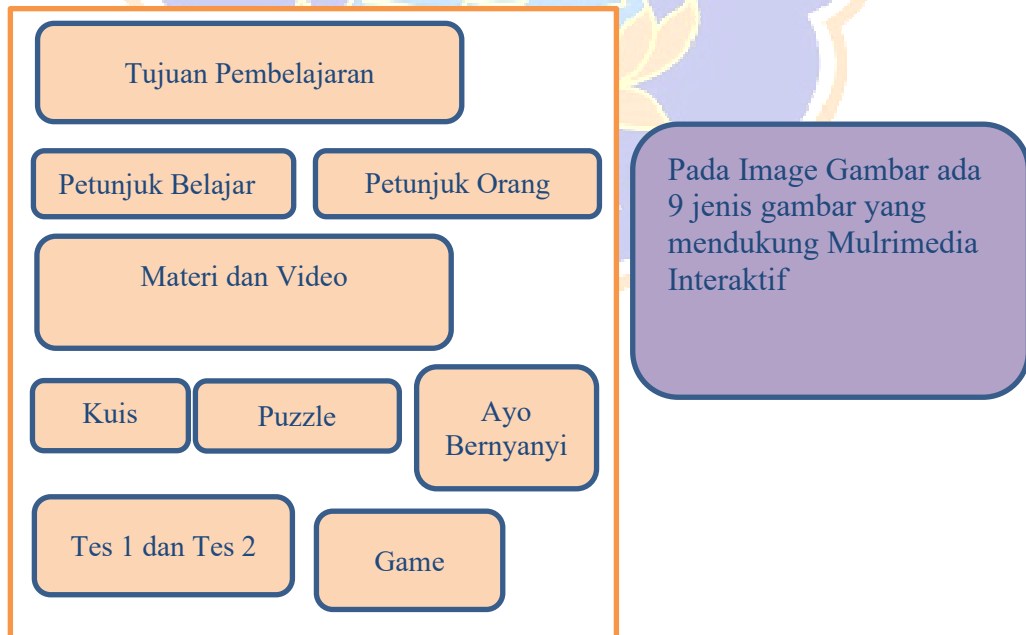 Tujuan Pembelajaran
Petunjuk Belajar
Petunjuk Orang
Materi dan Video
Kuis
Puzzle
Ayo
Bernyanyi
Tes 1 dan Tes 2
Game
Pada Image Gambar ada
9 jenis gambar yang
mendukung Mulrimedia
Interaktif